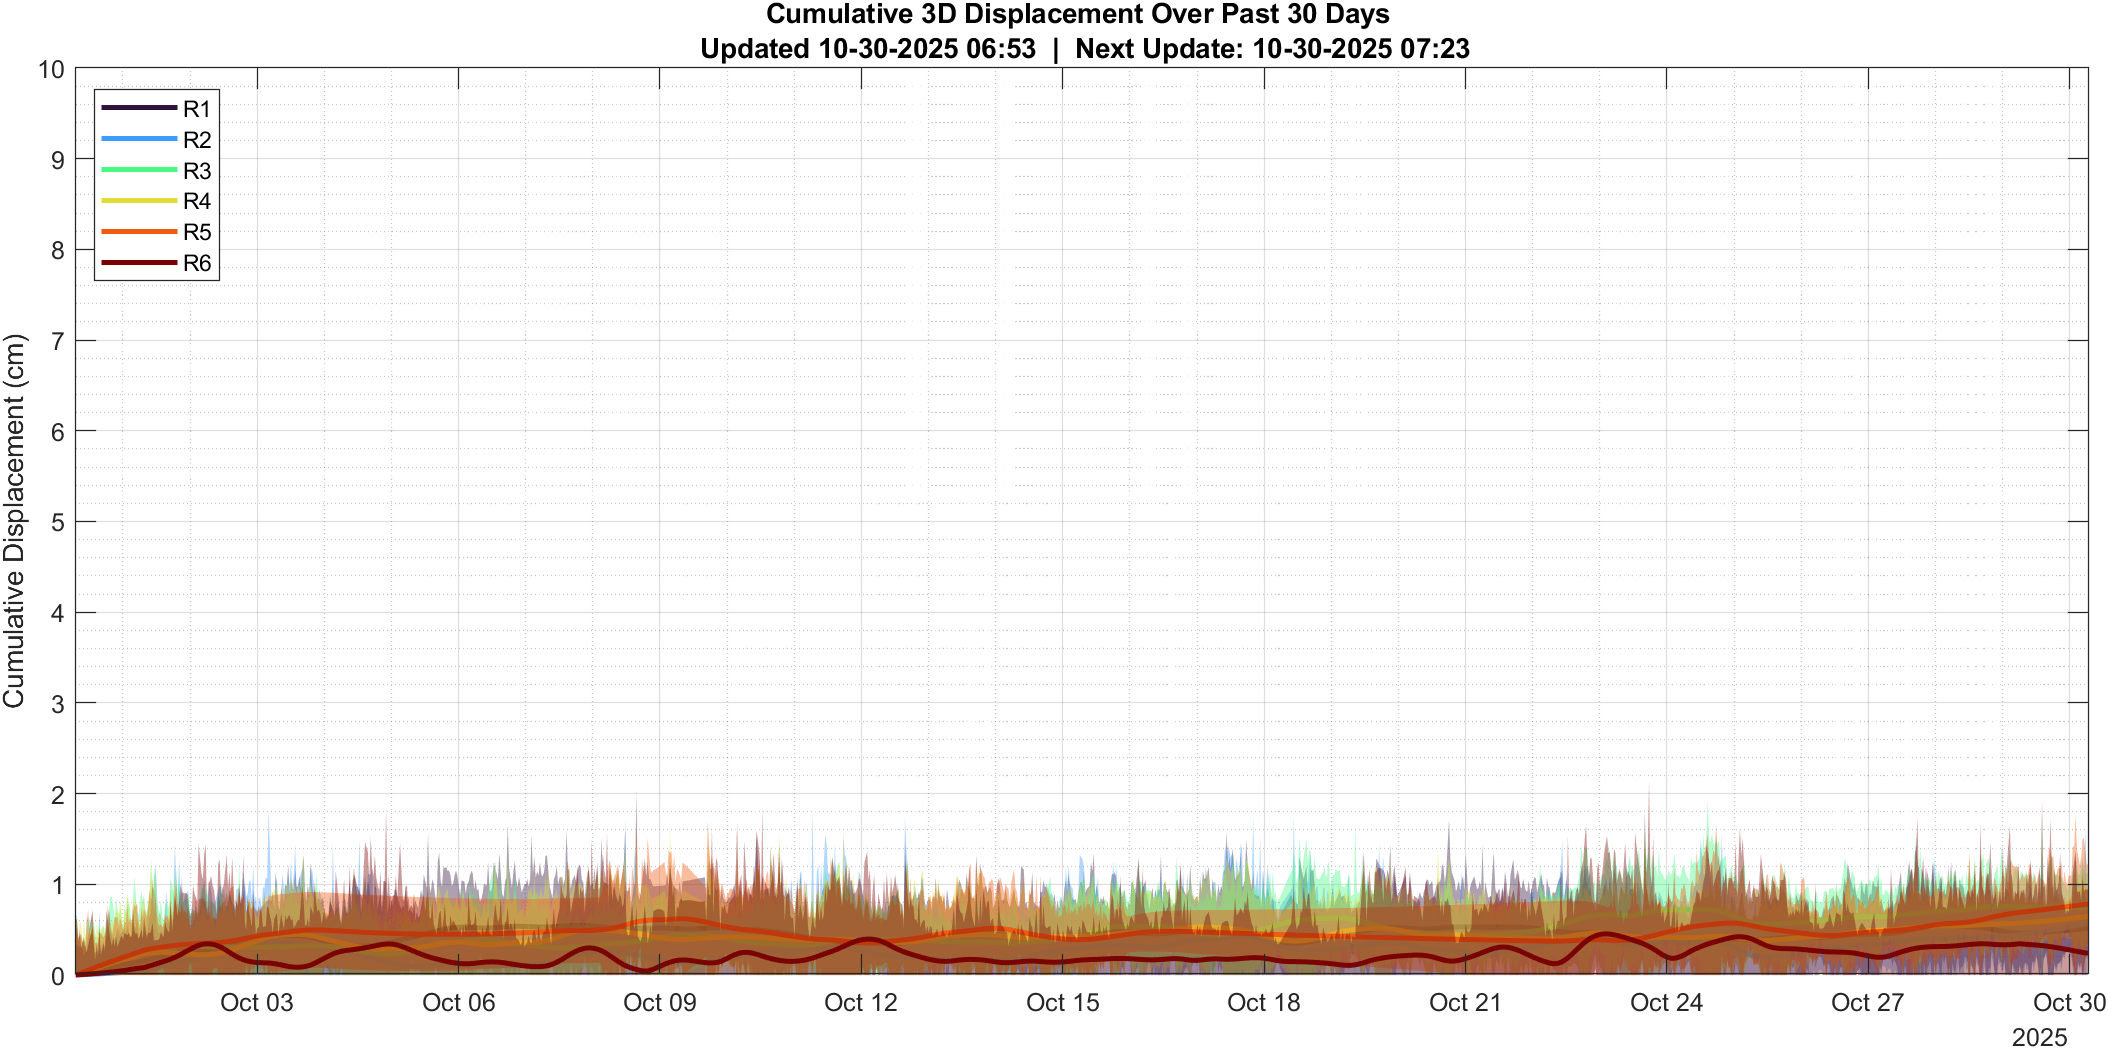 Cumulative 3D Displacement Over Past 30 Days
Updated 10-30-2025 06:53 | Next Update: 10-30-2025 07:23
Cumulative Displacement (cm)
10
9
8
7
6
5
4
3
2
1
0
R1
R2
R3
R4
R5
R6
Oct 03 Oct 06 Oct 09 Oct 12 Oct 15 Oct 18 Oct 21 Oct 24 Oct 27 Oct 30
2025